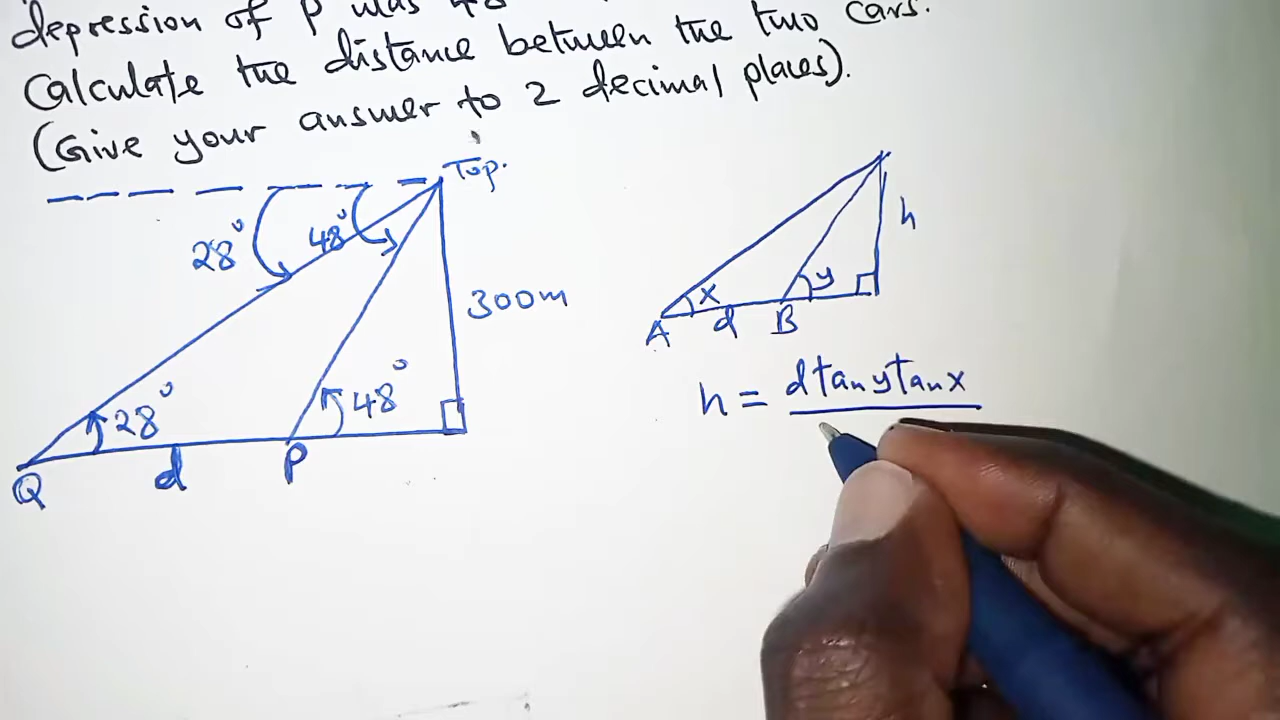 depression of P was 48
Calculate the distance between the two cars.
(Give your answer to 2 decimal places).
Top.
28° 48°
300m
28° 48°
Q d P
h
x y
A d B
h = d tan y tan x